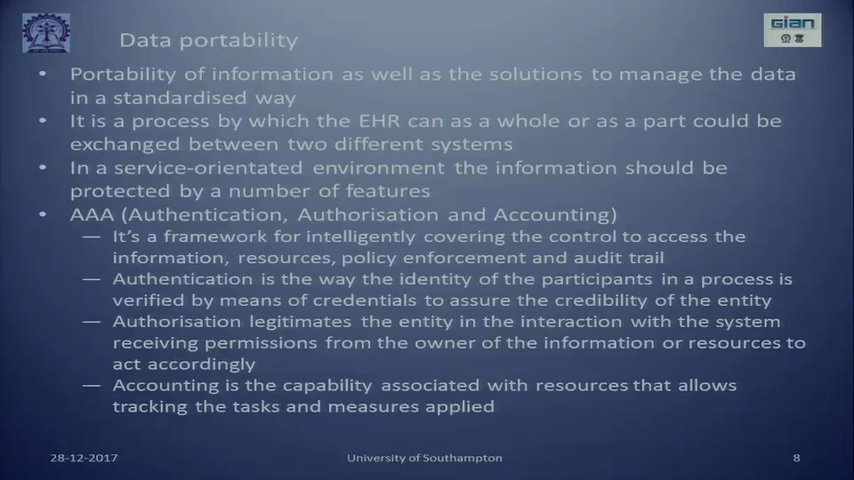 Data portability
GIAN
• Portability of information as well as the solutions to manage the data
in a standardised way
• It is a process by which the EHR can as a whole or as a part could be
exchanged between two different systems
• In a service-orientated environment the information should be
protected by a number of features
• AAA (Authentication, Authorisation and Accounting)
— It's a framework for intelligently covering the control to access the
information, resources, policy enforcement and audit trail
— Authentication is the way the identity of the participants in a process is
verified by means of credentials to assure the credibility of the entity
— Authorisation legitimates the entity in the interaction with the system
receiving permissions from the owner of the information or resources to
act accordingly
— Accounting is the capability associated with resources that allows
tracking the tasks and measures applied
28-12-2017
University of Southampton
8